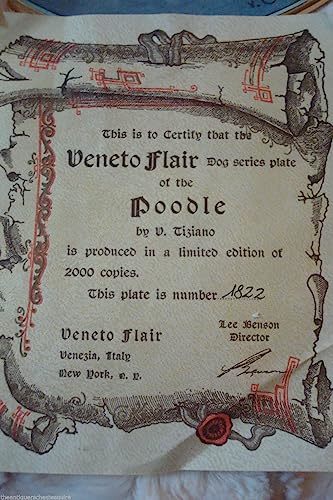 This is to Certify that the
Veneto Flair Dog series plate
of the
Poodle
by V. Tiziano
is produced in a limited edition of
2000 copies.
This plate is number 1822
Veneto Flair
Venezia, Italy
New York, N. Y.
Lee Benson
Director